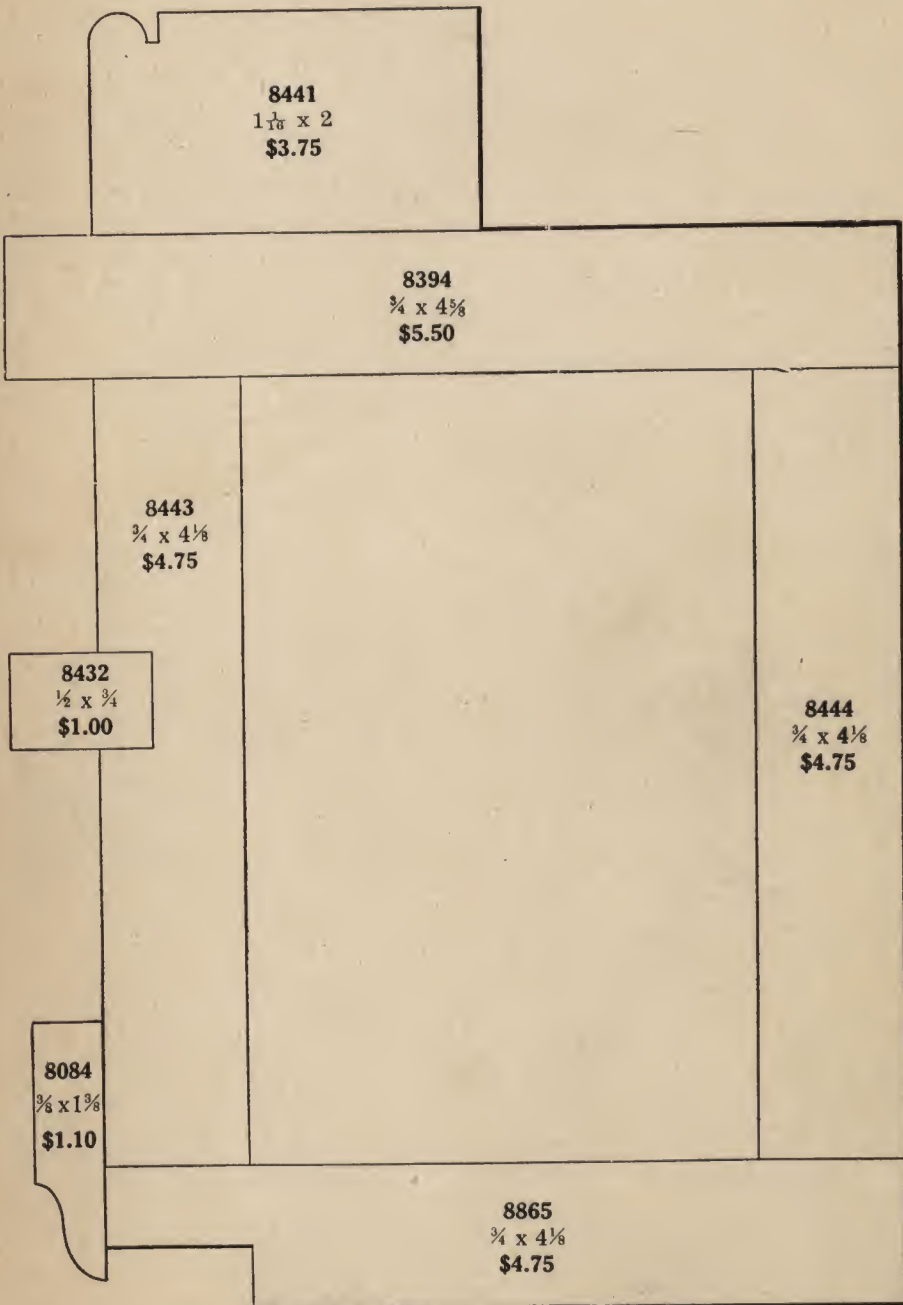 8441
1 1/16 x 2
$3.75
8394
¾ x 4⅝
$5.50
8443
¾ x 4⅛
$4.75
8432
½ x ¾
$1.00
8444
¾ x 4⅛
$4.75
8084
⅜ x 1⅜
$1.10
8865
¾ x 4⅛
$4.75